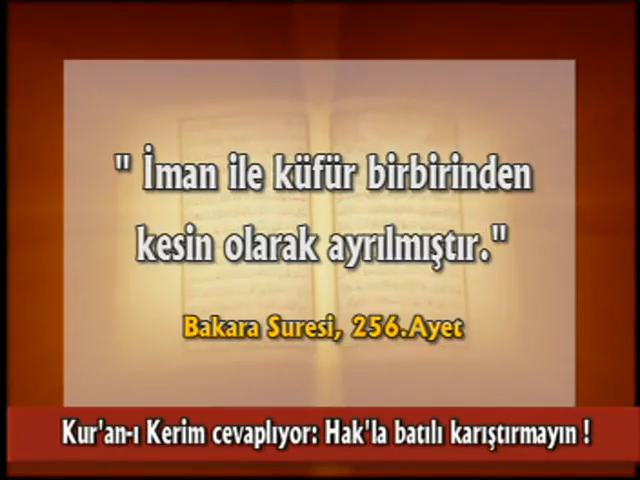 " İman ile küfür birbirinden
kesin olarak ayrılmıştır."
Bakara Suresi, 256.Ayet
Kur'an-ı Kerim cevaplıyor: Hak'la batılı karıştırmayın !